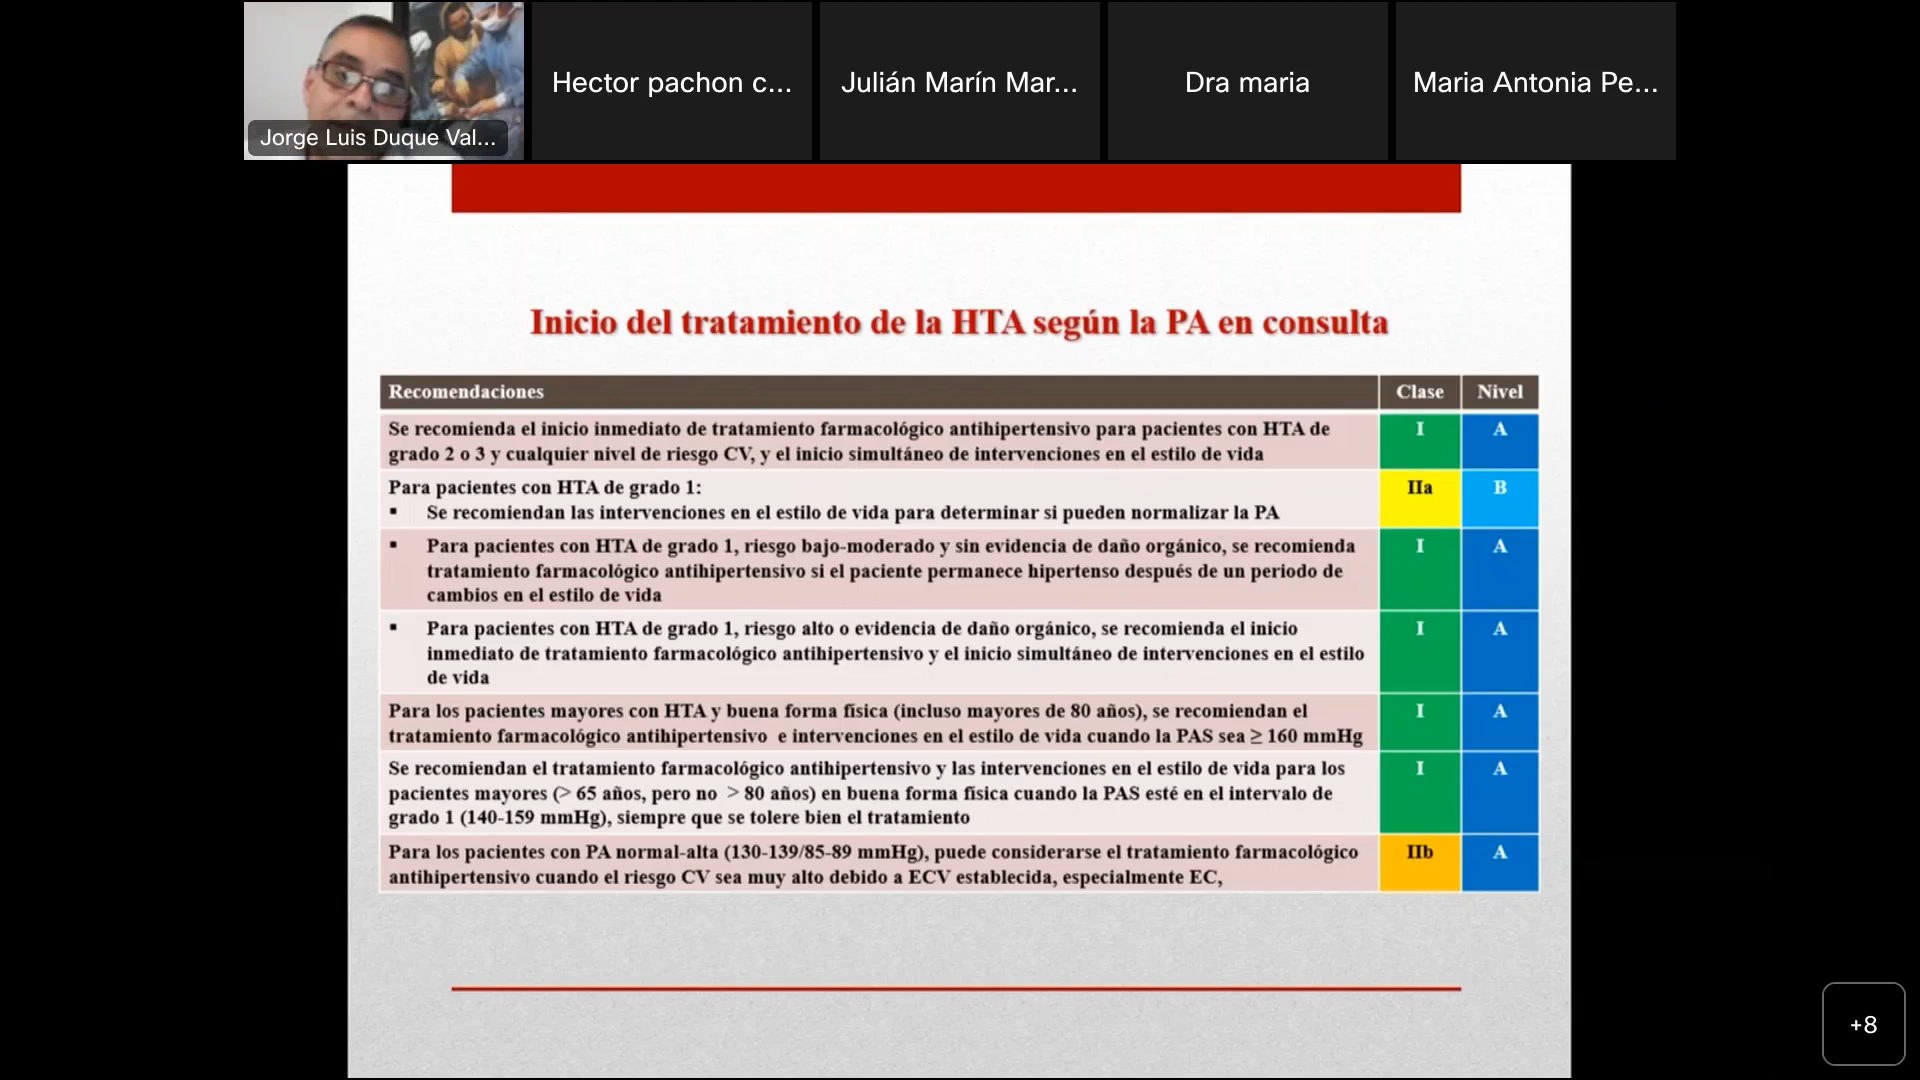 Jorge Luis Duque Val...
Hector pachon c...
Julián Marín Mar...
Dra maria
Maria Antonia Pe...
Inicio del tratamiento de la HTA según la PA en consulta
Recomendaciones Clase Nivel
Se recomienda el inicio inmediato de tratamiento farmacológico antihipertensivo para pacientes con HTA de I A
grado 2 o 3 y cualquier nivel de riesgo CV, y el inicio simultáneo de intervenciones en el estilo de vida
Para pacientes con HTA de grado 1: IIa B
▪ Se recomiendan las intervenciones en el estilo de vida para determinar si pueden normalizar la PA
▪ Para pacientes con HTA de grado 1, riesgo bajo-moderado y sin evidencia de daño orgánico, se recomienda I A
tratamiento farmacológico antihipertensivo si el paciente permanece hipertenso después de un periodo de
cambios en el estilo de vida
▪ Para pacientes con HTA de grado 1, riesgo alto o evidencia de daño orgánico, se recomienda el inicio I A
inmediato de tratamiento farmacológico antihipertensivo y el inicio simultáneo de intervenciones en el estilo
de vida
Para los pacientes mayores con HTA y buena forma física (incluso mayores de 80 años), se recomiendan el I A
tratamiento farmacológico antihipertensivo e intervenciones en el estilo de vida cuando la PAS sea ≥ 160 mmHg
Se recomiendan el tratamiento farmacológico antihipertensivo y las intervenciones en el estilo de vida para los I A
pacientes mayores (> 65 años, pero no > 80 años) en buena forma física cuando la PAS esté en el intervalo de
grado 1 (140-159 mmHg), siempre que se tolere bien el tratamiento
Para los pacientes con PA normal-alta (130-139/85-89 mmHg), puede considerarse el tratamiento farmacológico IIb A
antihipertensivo cuando el riesgo CV sea muy alto debido a ECV establecida, especialmente EC,
+8